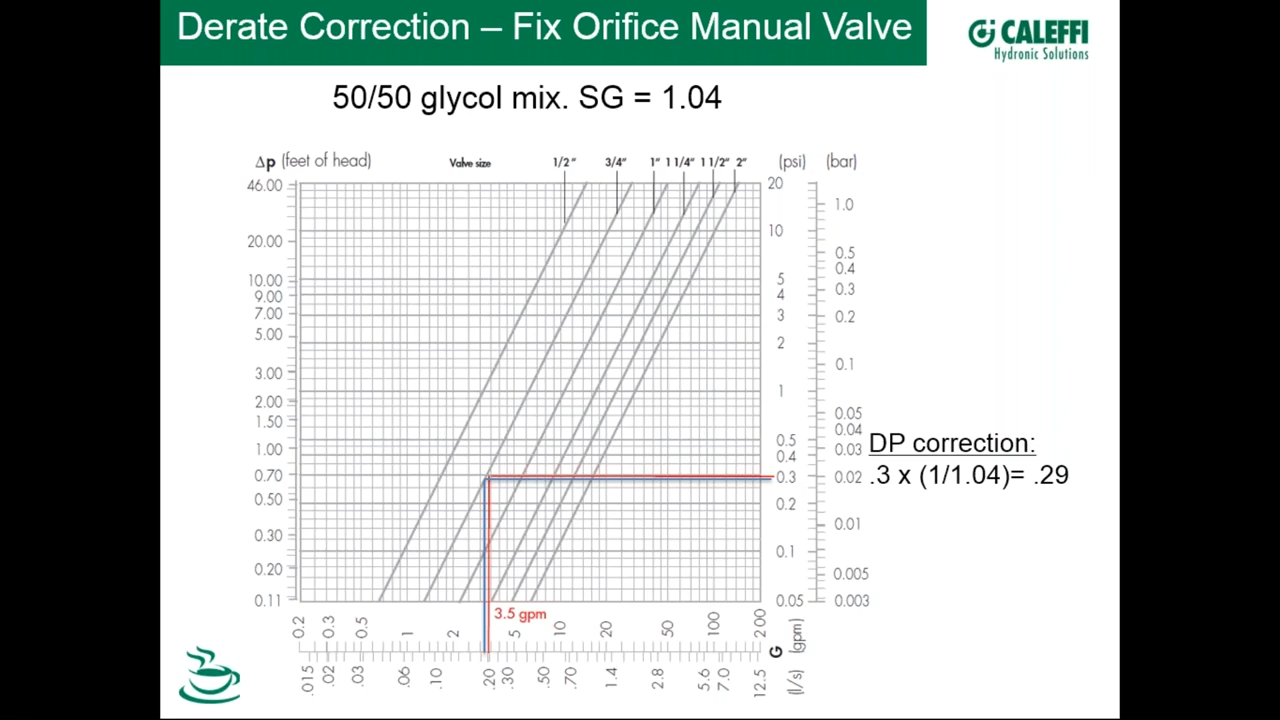 Derate Correction – Fix Orifice Manual Valve
CALEFFI
Hydronic Solutions
50/50 glycol mix. SG = 1.04
Δp (feet of head) Valve size 1/2" 3/4" 1" 1 1/4" 1 1/2" 2" (psi) (bar)
46.00 20
1.0
10
20.00
0.5
0.4
10.00 5
9.00 4 0.3
7.00 3 0.2
5.00
2
0.1
3.00
1
2.00
0.05
1.50
0.04
0.5
1.00 0.4 0.03
DP correction:
0.70 0.3 0.02
.3 x (1/1.04)= .29
0.50 0.2
0.01
0.30
0.1
0.20 0.005
0.11 0.05 0.003
3.5 gpm
0.2 0.3 0.5 1 2 5 10 20 50 100 200 (gpm)
G
.015 .02 .03 .06 .10 .20 .30 .50 .70 1.4 2.8 5.6 7.0 12.5 (l/s)